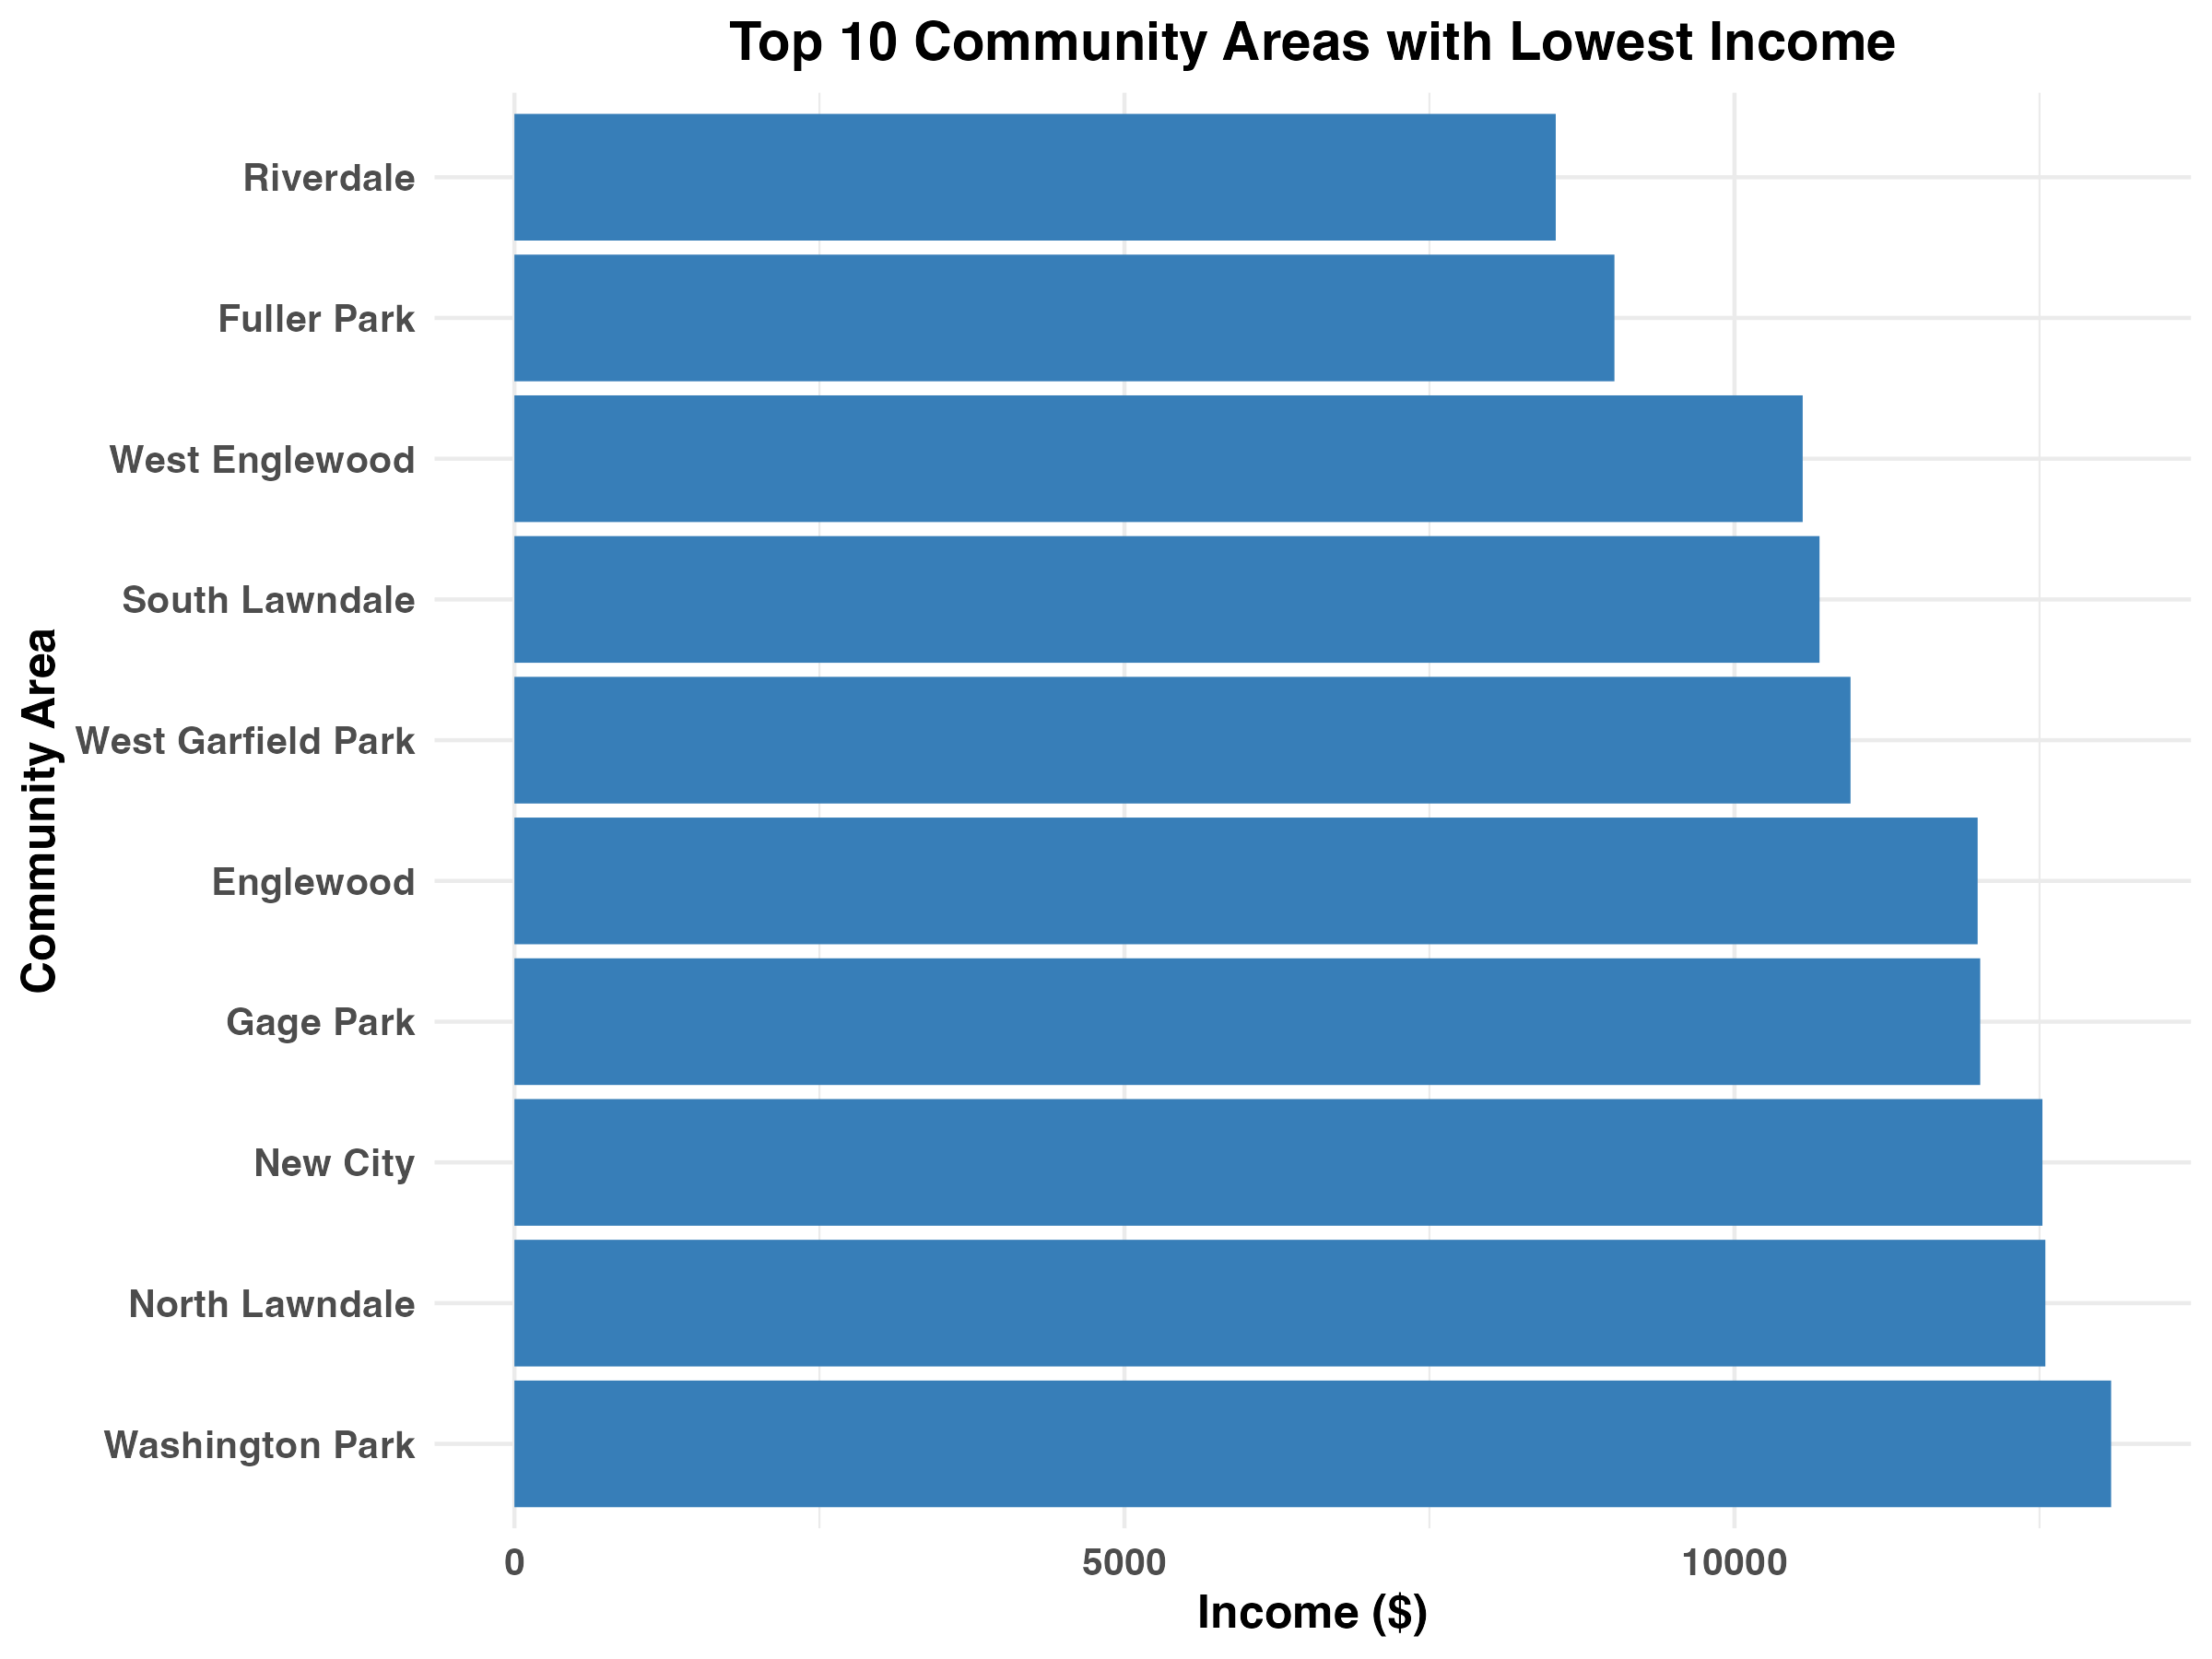 Top 10 Community Areas with Lowest Income
Community Area
Riverdale
Fuller Park
West Englewood
South Lawndale
West Garfield Park
Englewood
Gage Park
New City
North Lawndale
Washington Park
0 5000 10000
Income ($)